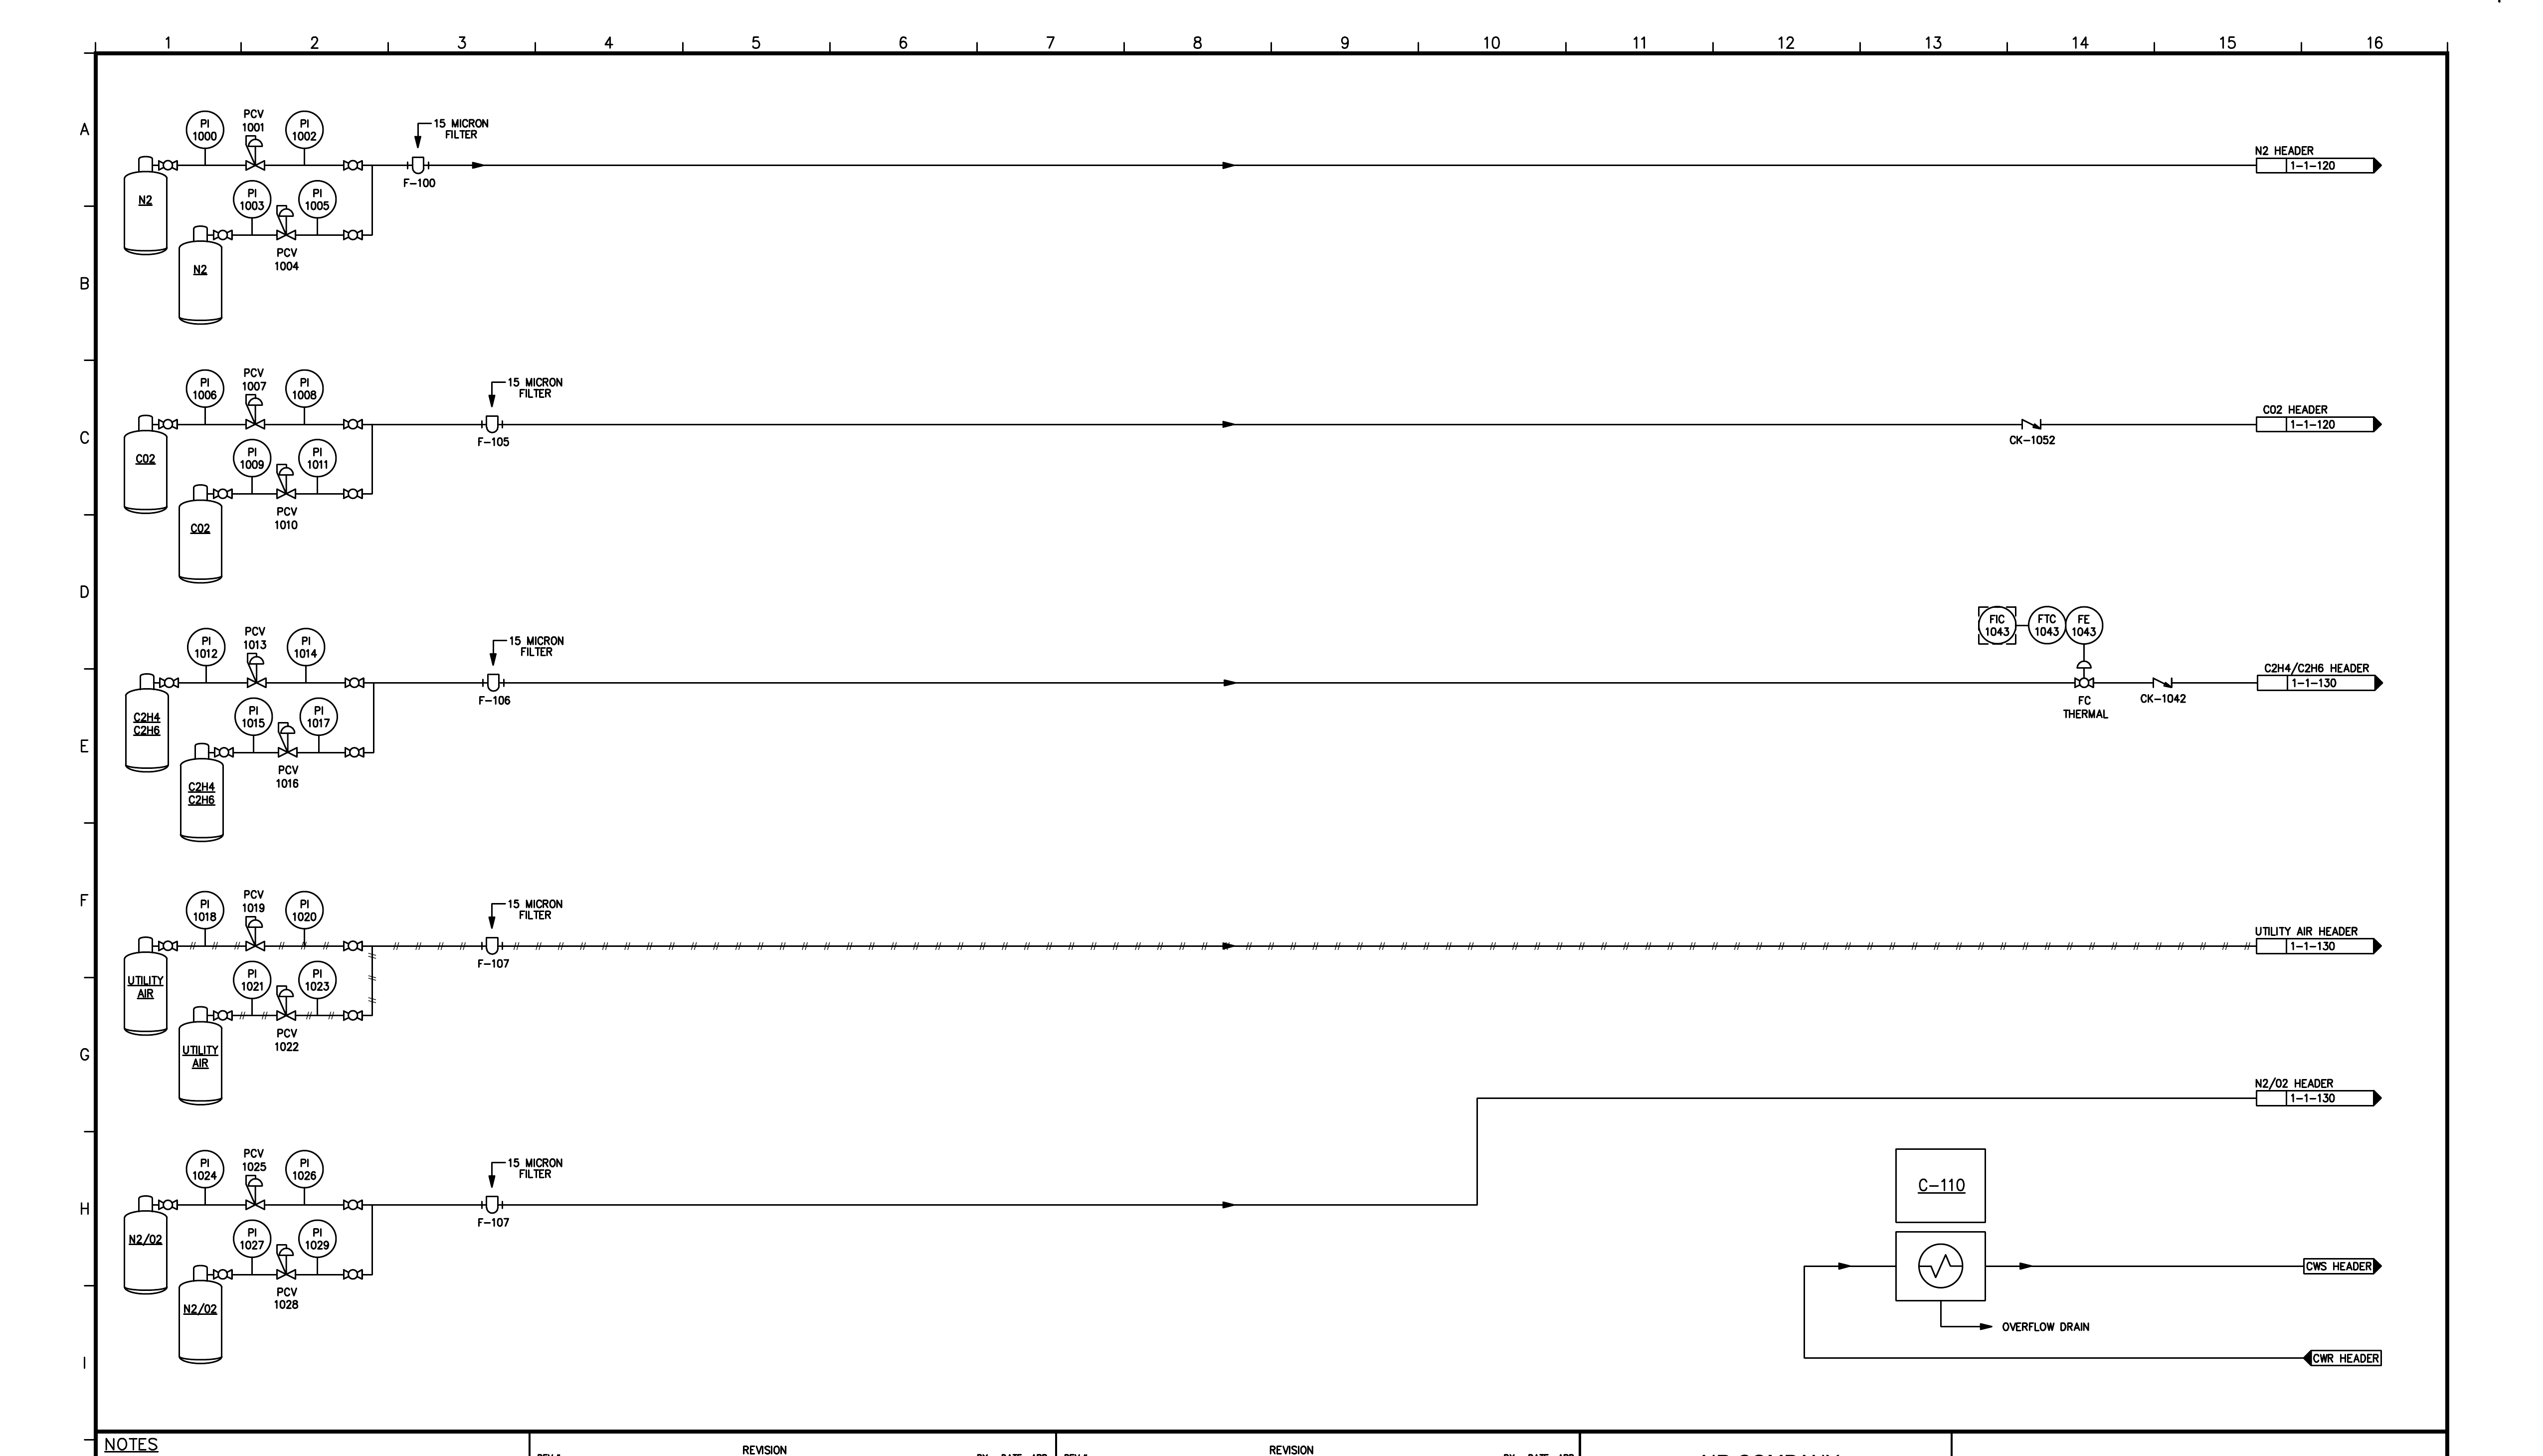 1 2 3 4 5 6 7 8 9 10 11 12 13 14 15 16
A
PI
1000
PCV
1001
PI
1002
15 MICRON
FILTER
F-100
N2 HEADER
1-1-120
N2
PI
1003
PI
1005
PCV
1004
B
N2
PI
1006
PCV
1007
PI
1008
15 MICRON
FILTER
F-105
C
CK-1052
CO2 HEADER
1-1-120
CO2
PI
1009
PI
1011
PCV
1010
CO2
D
PI
1012
PCV
1013
PI
1014
15 MICRON
FILTER
F-106
FIC
1043
FTC
1043
FE
1043
FC
THERMAL
CK-1042
C2H4/C2H6 HEADER
1-1-130
C2H4
C2H6
PI
1015
PI
1017
PCV
1016
E
C2H4
C2H6
F
PI
1018
PCV
1019
PI
1020
15 MICRON
FILTER
F-107
UTILITY AIR HEADER
1-1-130
UTILITY
AIR
PI
1021
PI
1023
PCV
1022
G
UTILITY
AIR
N2/O2 HEADER
1-1-130
PI
1024
PCV
1025
PI
1026
15 MICRON
FILTER
F-107
H
C-110
N2/O2
PI
1027
PI
1029
PCV
1028
CWS HEADER
N2/O2
OVERFLOW DRAIN
I
CWR HEADER
NOTES
REVISION
REVISION